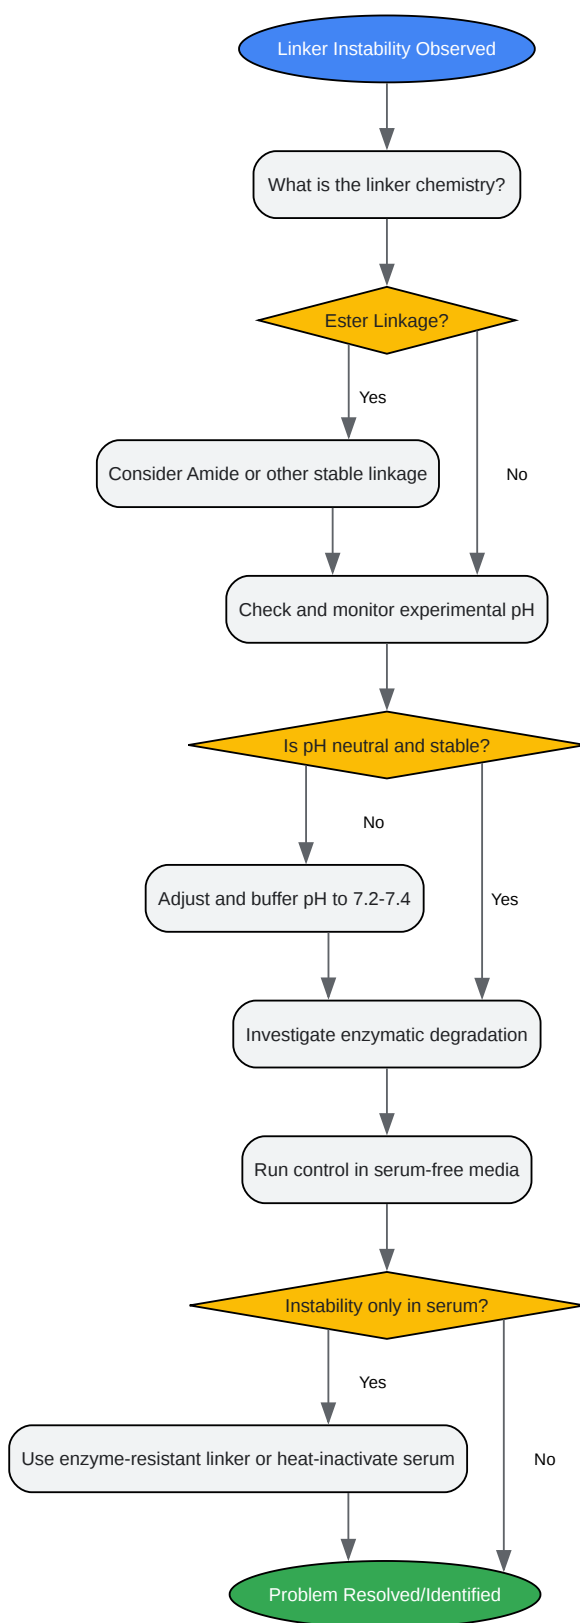 Linker Instability Observed
What is the linker chemistry?
Ester Linkage?
Yes
Consider Amide or other stable linkage
No
Check and monitor experimental pH
Is pH neutral and stable?
No
Adjust and buffer pH to 7.2-7.4
Yes
Investigate enzymatic degradation
Run control in serum-free media
Instability only in serum?
Yes
Use enzyme-resistant linker or heat-inactivate serum
No
Problem Resolved/Identified